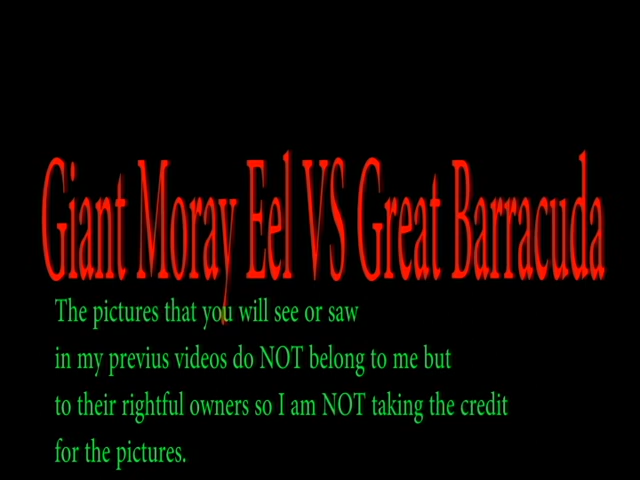 Giant Moray Eel VS Great Barracuda
The pictures that you will see or saw
in my previus videos do NOT belong to me but
to their rightful owners so I am NOT taking the credit
for the pictures.